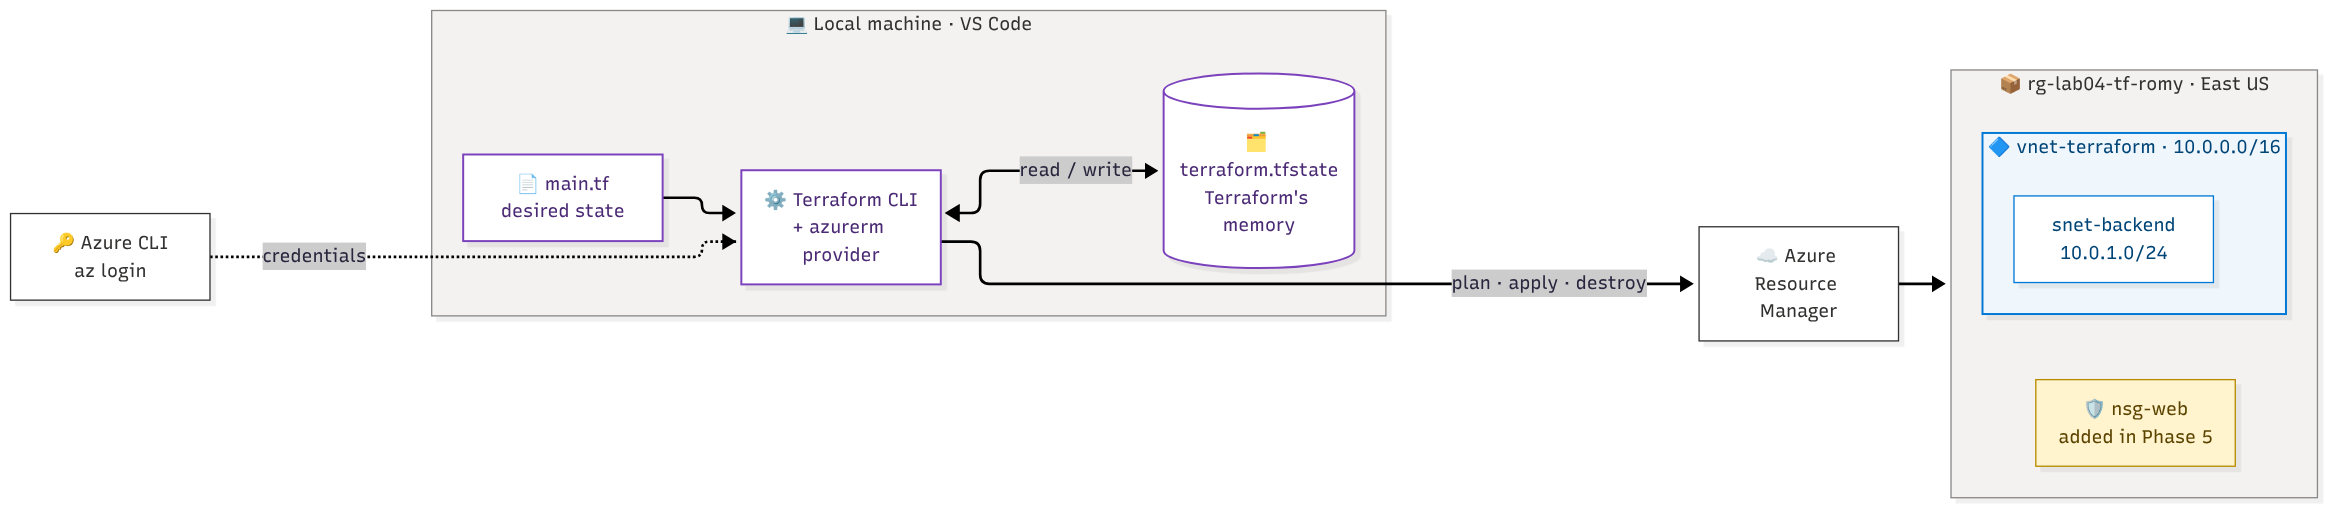 💻 Local machine · VS Code
📦 rg-lab04-tf-romy · East US
🔑 Azure CLI
az login
credentials
📄 main.tf
desired state
⚙️ Terraform CLI
+ azurerm
provider
read / write
🗂️
terraform.tfstate
Terraform's
memory
plan · apply · destroy
☁️ Azure
Resource
Manager
🔷 vnet-terraform · 10.0.0.0/16
snet-backend
10.0.1.0/24
🛡️ nsg-web
added in Phase 5